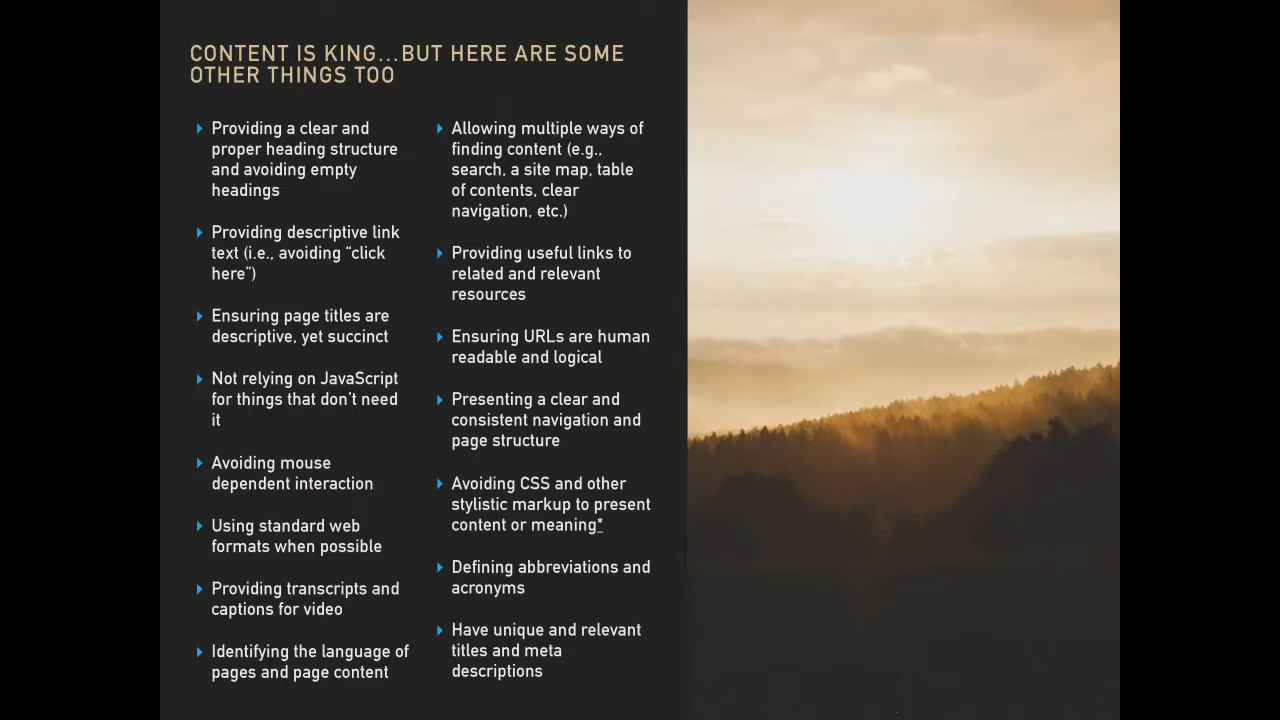 CONTENT IS KING...BUT HERE ARE SOME
OTHER THINGS TOO
Providing a clear and
proper heading structure
and avoiding empty
headings
Providing descriptive link
text (i.e., avoiding “click
here”)
Ensuring page titles are
descriptive, yet succinct
Not relying on JavaScript
for things that don’t need
it
Avoiding mouse
dependent interaction
Using standard web
formats when possible
Providing transcripts and
captions for video
Identifying the language of
pages and page content
Allowing multiple ways of
finding content (e.g.,
search, a site map, table
of contents, clear
navigation, etc.)
Providing useful links to
related and relevant
resources
Ensuring URLs are human
readable and logical
Presenting a clear and
consistent navigation and
page structure
Avoiding CSS and other
stylistic markup to present
content or meaning*
Defining abbreviations and
acronyms
Have unique and relevant
titles and meta
descriptions